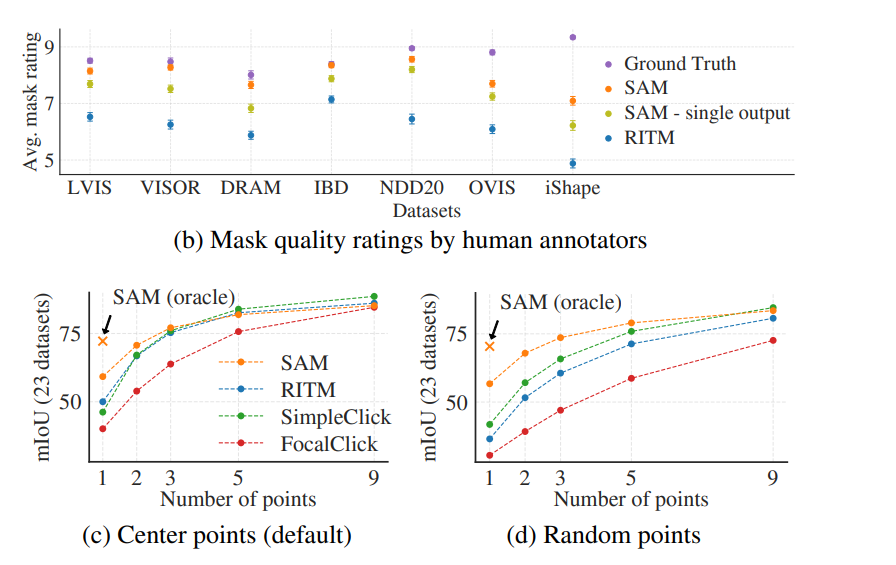 Avg. mask rating
9
7
5
Ground Truth
SAM
SAM - single output
RITM
LVIS VISOR DRAM IBD NDD20 OVIS iShape
Datasets
(b) Mask quality ratings by human annotators
mIoU (23 datasets)
75
50
SAM (oracle)
SAM
RITM
SimpleClick
FocalClick
1 2 3 5 9
Number of points
(c) Center points (default)
mIoU (23 datasets)
75
50
SAM (oracle)
1 2 3 5 9
Number of points
(d) Random points